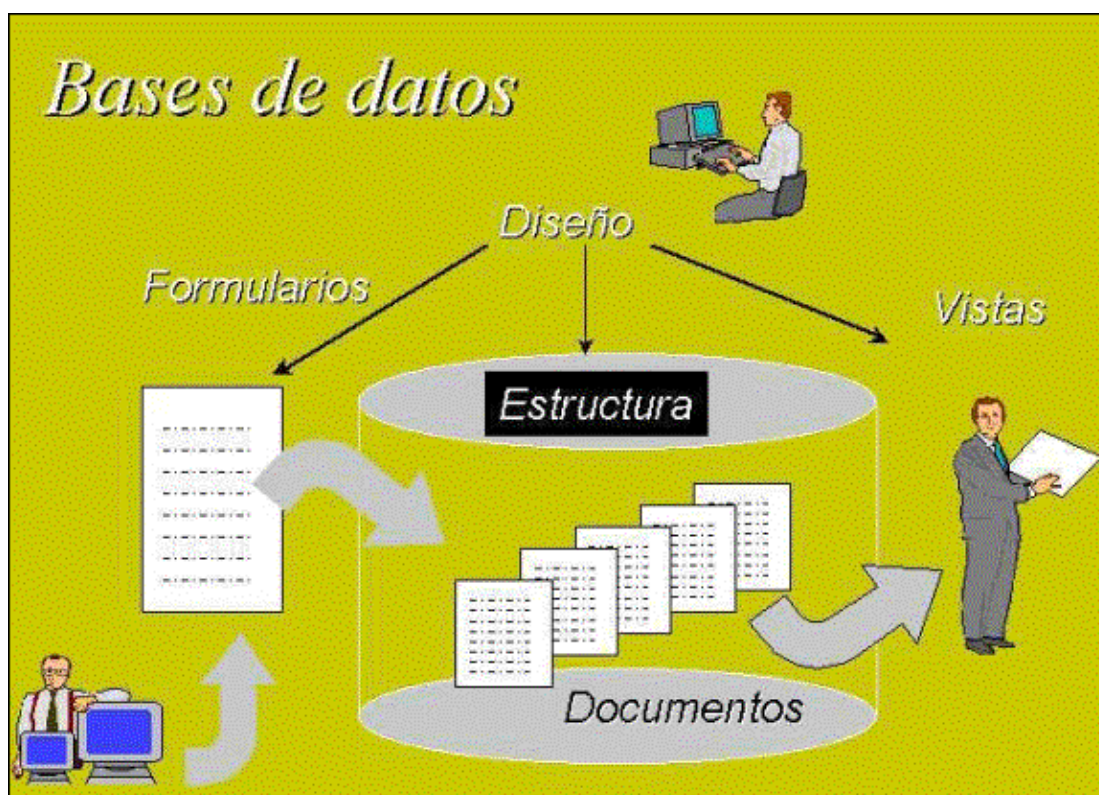 Bases de datos
Diseño
Formularios
Vistas
Estructura
Documentos